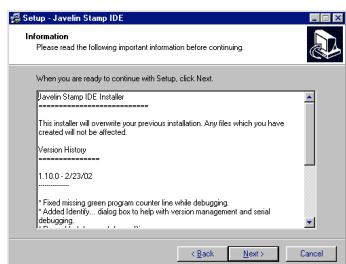 Setup - Javelin Stamp IDE
Information
Please read the following important information before continuing.
When you are ready to continue with Setup, click Next.
Javelin Stamp IDE Installer
===========================
This installer will overwrite your previous installation. Any files which you have
created will not be affected.
Version History
===============
1.10.0 - 2/23/02
---------------
* Fixed missing green program counter line while debugging.
* Added Identify... dialog box to help with version management and serial
debugging.
< Back
Next >
Cancel